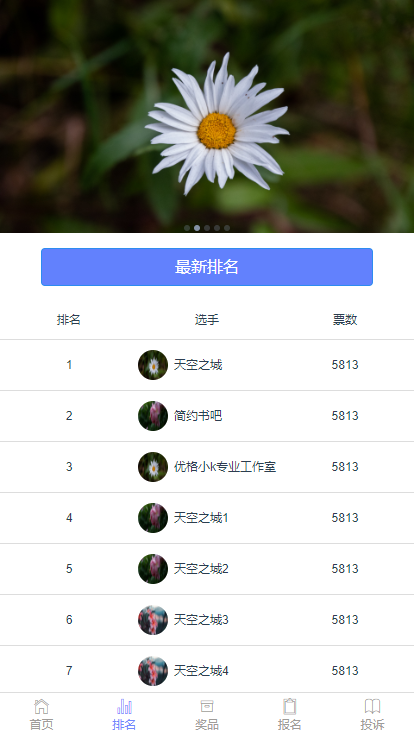 最新排名
排名 选手 票数
1 天空之城 5813
2 简约书吧 5813
3 优格小k专业工作室 5813
4 天空之城1 5813
5 天空之城2 5813
6 天空之城3 5813
7 天空之城4 5813
首页 排名 奖品 报名 投诉